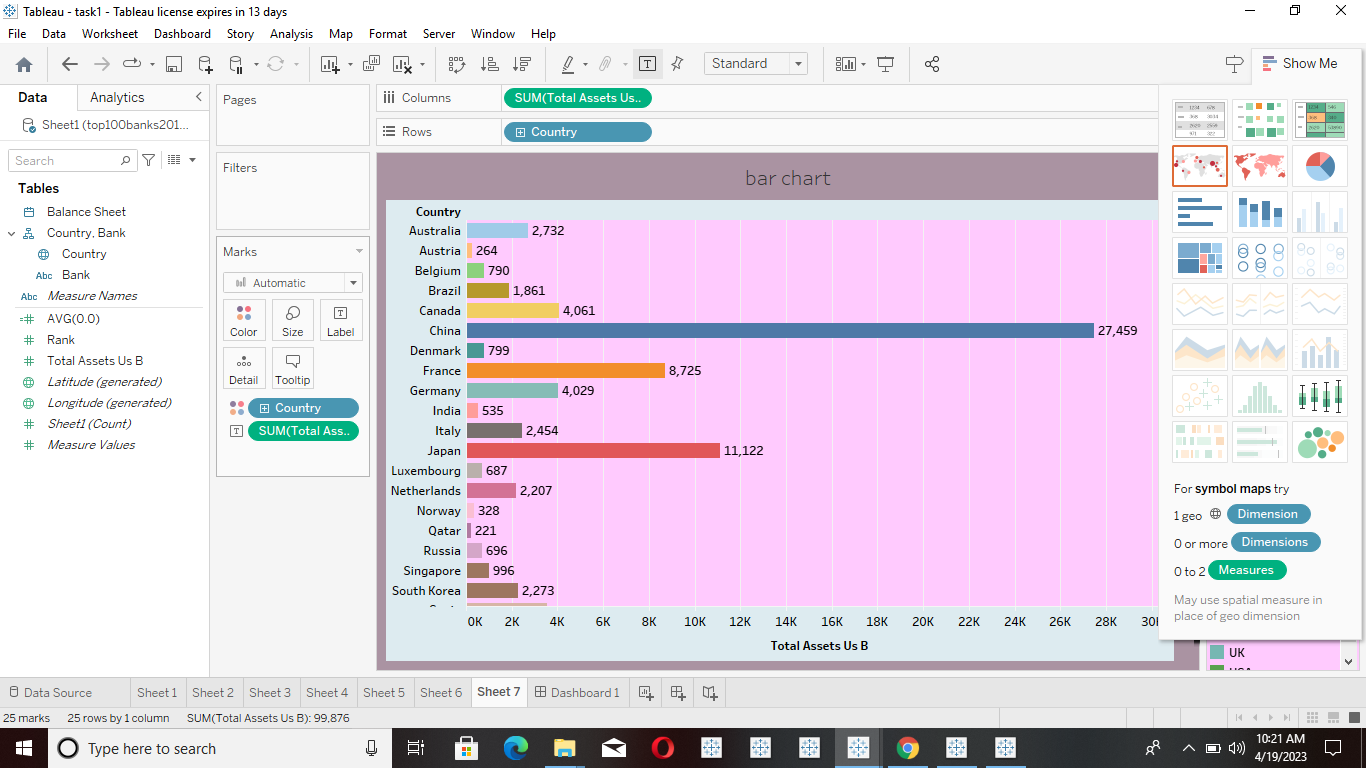 Tableau - task1 - Tableau license expires in 13 days
File Data Worksheet Dashboard Story Analysis Map Format Server Window Help
Standard
Show Me
Data Analytics
Sheet1 (top100banks201...
Search
Tables
Balance Sheet
Country, Bank
Country
Abc Bank
Abc Measure Names
AVG(0.0)
Rank
Total Assets Us B
Latitude (generated)
Longitude (generated)
Sheet1 (Count)
Measure Values
Pages
Filters
Marks
Automatic
Color Size Label
Detail Tooltip
Country
SUM(Total Ass..
Columns SUM(Total Assets Us..
Rows Country
bar chart
Country
Australia 2,732
Austria 264
Belgium 790
Brazil 1,861
Canada 4,061
China 27,459
Denmark 799
France 8,725
Germany 4,029
India 535
Italy 2,454
Japan 11,122
Luxembourg 687
Netherlands 2,207
Norway 328
Qatar 221
Russia 696
Singapore 996
South Korea 2,273
0K 2K 4K 6K 8K 10K 12K 14K 16K 18K 20K 22K 24K 26K 28K
Total Assets Us B
For symbol maps try
1 geo Dimension
0 or more Dimensions
0 to 2 Measures
May use spatial measure in
place of geo dimension
UK
Data Source Sheet 1 Sheet 2 Sheet 3 Sheet 4 Sheet 5 Sheet 6 Sheet 7 Dashboard 1
25 marks 25 rows by 1 column SUM(Total Assets Us B): 99,876
Type here to search
10:21 AM
4/19/2023